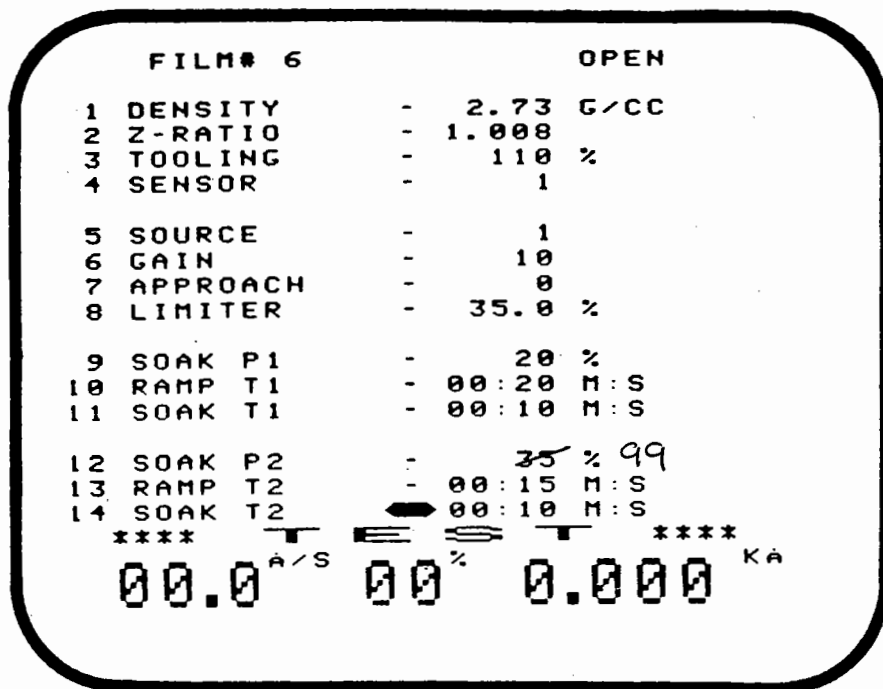 FILM# 6 OPEN
1 DENSITY - 2.73 G/CC
2 Z-RATIO - 1.008
3 TOOLING - 110 %
4 SENSOR - 1
5 SOURCE - 1
6 GAIN - 10
7 APPROACH - 0
8 LIMITER - 35.0 %
9 SOAK P1 - 20 %
10 RAMP T1 - 00:20 M:S
11 SOAK T1 - 00:10 M:S
12 SOAK P2 - 35 % 99
13 RAMP T2 - 00:15 M:S
14 SOAK T2 00:10 M:S
**** ****
00.0 Å/S 00 % 0.000 KÅ